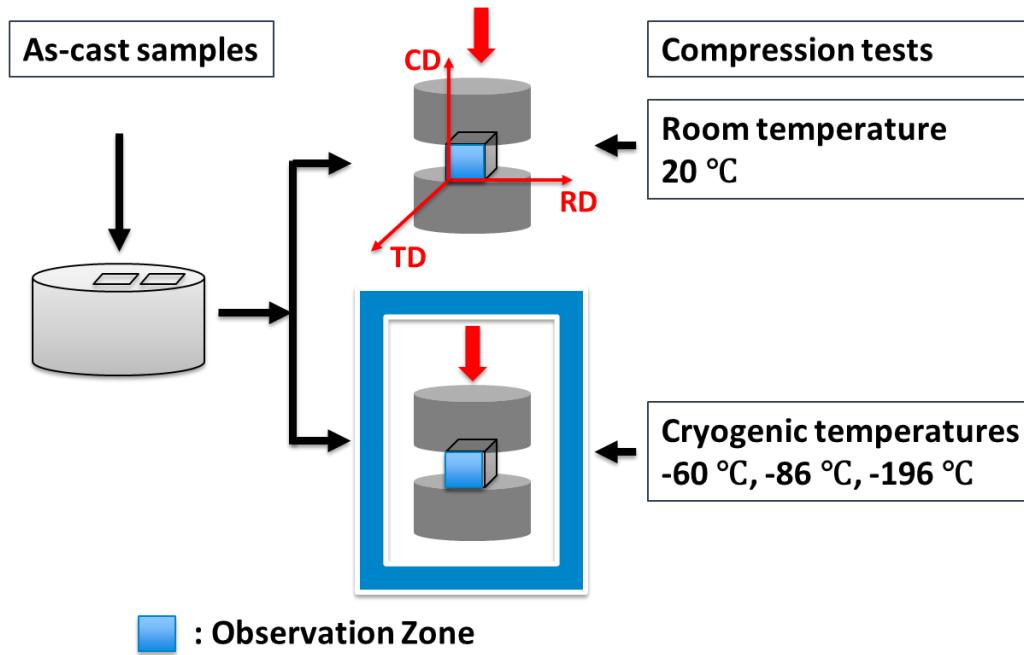 As-cast samples
CD
RD
TD
Compression tests
Room temperature
20 ℃
Cryogenic temperatures
-60 ℃, -86 ℃, -196 ℃
: Observation Zone